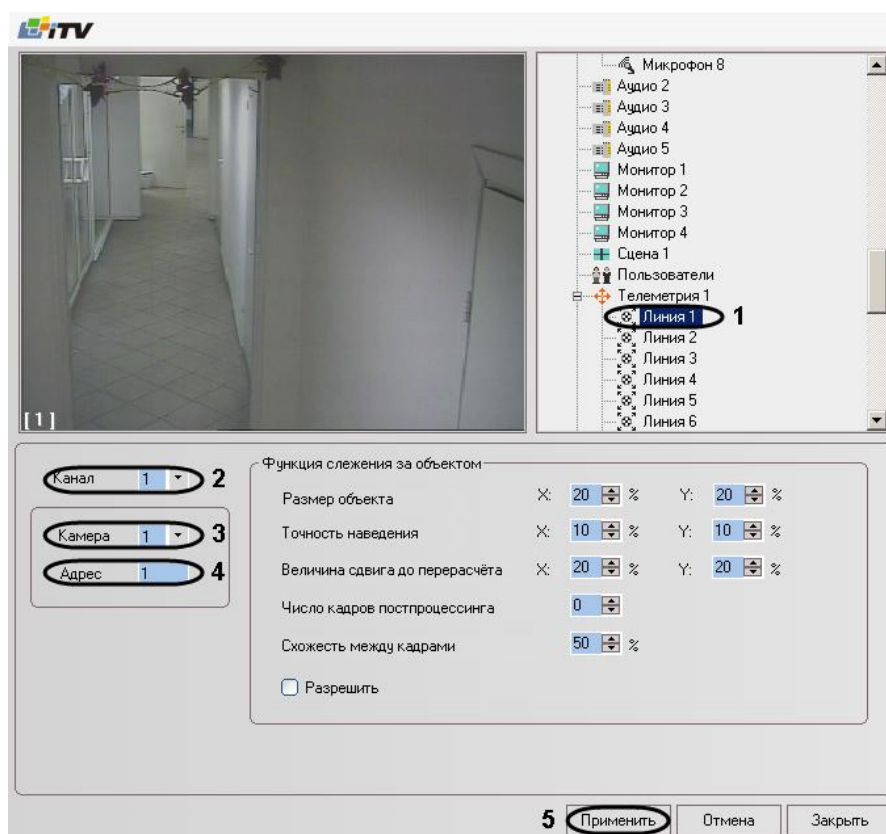 iTV
Микрофон 8
Аудио 2
Аудио 3
Аудио 4
Аудио 5
Монитор 1
Монитор 2
Монитор 3
Монитор 4
Сцена 1
Пользователи
Телеметрия 1
Линия 1 1
Линия 2
Линия 3
Линия 4
Линия 5
Линия 6
[1]
Канал 1 2
Камера 1 3
Адрес 1 4
Функция слежения за объектом
Размер объекта X: 20 % Y: 20 %
Точность наведения X: 10 % Y: 10 %
Величина сдвига до перерасчёта X: 20 % Y: 20 %
Число кадров постпроцессинга 0
Схожесть между кадрами 50 %
Разрешить
5 Применить Отмена Закрыть